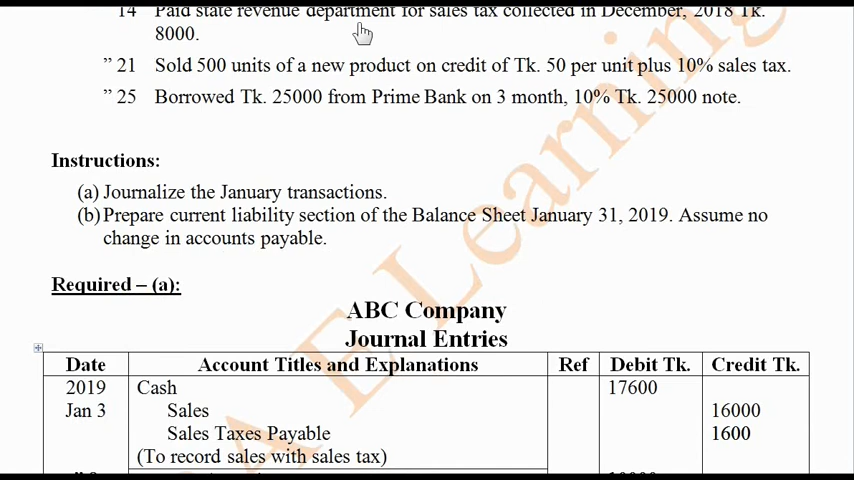 14 Paid state revenue department for sales tax collected in December, 2018 Tk.
8000.
” 21 Sold 500 units of a new product on credit of Tk. 50 per unit plus 10% sales tax.
” 25 Borrowed Tk. 25000 from Prime Bank on 3 month, 10% Tk. 25000 note.
Instructions:
(a) Journalize the January transactions.
(b) Prepare current liability section of the Balance Sheet January 31, 2019. Assume no
change in accounts payable.
Required – (a):
ABC Company
Journal Entries
Date Account Titles and Explanations Ref Debit Tk. Credit Tk.
2019 Cash 17600
Jan 3 Sales 16000
Sales Taxes Payable 1600
(To record sales with sales tax)
A E Learning